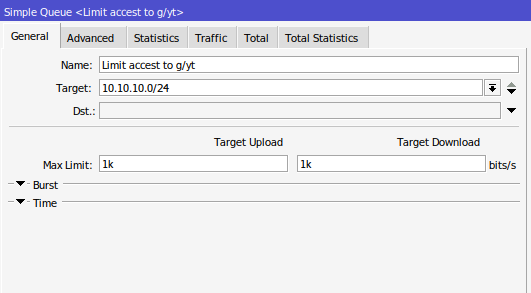 Simple Queue <Limit accest to g/yt>
General Advanced Statistics Traffic Total Total Statistics
Name: Limit accest to g/yt
Target: 10.10.10.0/24
Dst.:
Target Upload Target Download
Max Limit: 1k 1k bits/s
Burst
Time